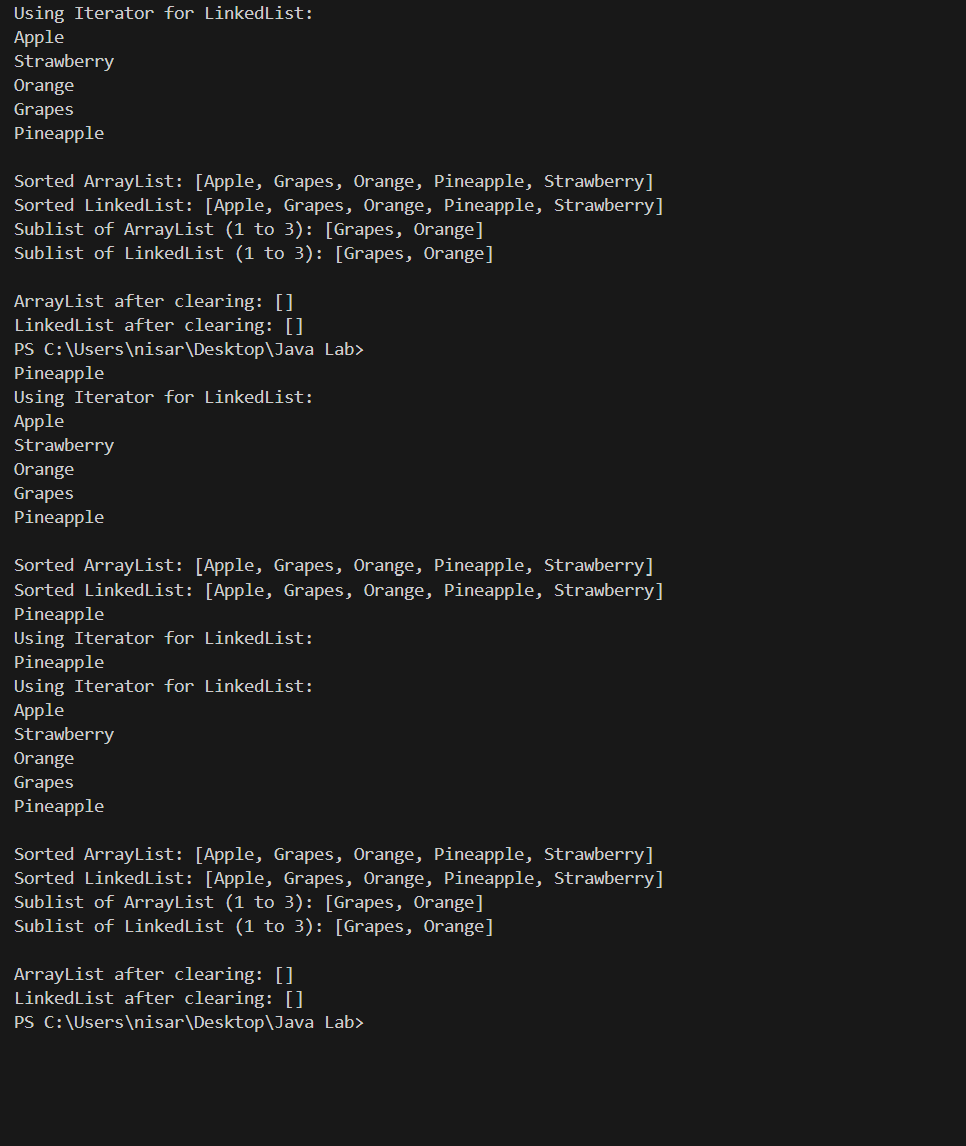 Using Iterator for LinkedList:
Apple
Strawberry
Orange
Grapes
Pineapple

Sorted ArrayList: [Apple, Grapes, Orange, Pineapple, Strawberry]
Sorted LinkedList: [Apple, Grapes, Orange, Pineapple, Strawberry]
Sublist of ArrayList (1 to 3): [Grapes, Orange]
Sublist of LinkedList (1 to 3): [Grapes, Orange]

ArrayList after clearing: []
LinkedList after clearing: []
PS C:\Users\nisar\Desktop\Java Lab>
Pineapple
Using Iterator for LinkedList:
Apple
Strawberry
Orange
Grapes
Pineapple

Sorted ArrayList: [Apple, Grapes, Orange, Pineapple, Strawberry]
Sorted LinkedList: [Apple, Grapes, Orange, Pineapple, Strawberry]
Pineapple
Using Iterator for LinkedList:
Pineapple
Using Iterator for LinkedList:
Apple
Strawberry
Orange
Grapes
Pineapple

Sorted ArrayList: [Apple, Grapes, Orange, Pineapple, Strawberry]
Sorted LinkedList: [Apple, Grapes, Orange, Pineapple, Strawberry]
Sublist of ArrayList (1 to 3): [Grapes, Orange]
Sublist of LinkedList (1 to 3): [Grapes, Orange]

ArrayList after clearing: []
LinkedList after clearing: []
PS C:\Users\nisar\Desktop\Java Lab>